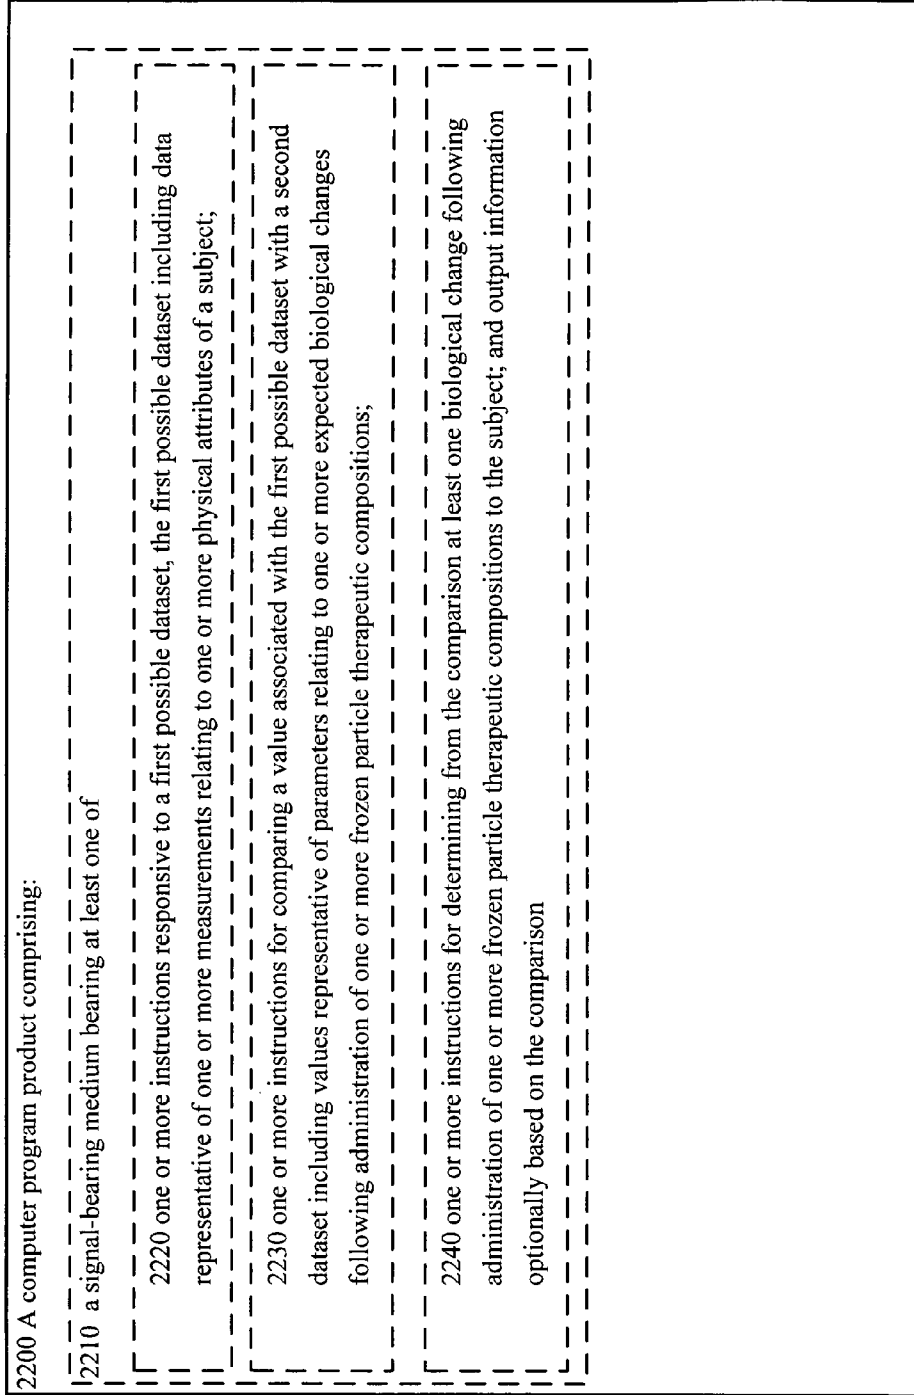 2200 A computer program product comprising:
2210 a signal-bearing medium bearing at least one of
2220 one or more instructions responsive to a first possible dataset, the first possible dataset including data
representative of one or more measurements relating to one or more physical attributes of a subject;
2230 one or more instructions for comparing a value associated with the first possible dataset with a second
dataset including values representative of parameters relating to one or more expected biological changes
following administration of one or more frozen particle therapeutic compositions;
2240 one or more instructions for determining from the comparison at least one biological change following
administration of one or more frozen particle therapeutic compositions to the subject; and output information
optionally based on the comparison